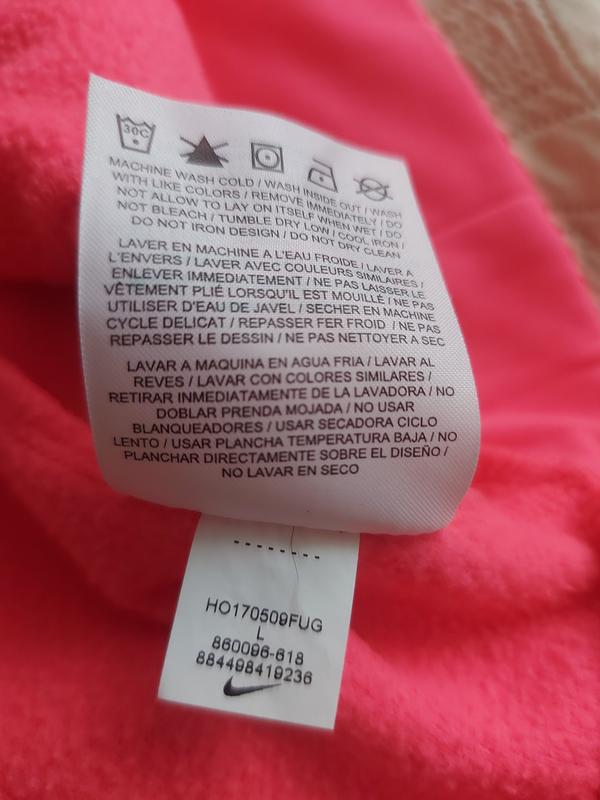 30C
MACHINE WASH COLD / WASH INSIDE OUT / WASH
WITH LIKE COLORS / REMOVE IMMEDIATELY / DO
NOT ALLOW TO LAY ON ITSELF WHEN WET / DO
NOT BLEACH / TUMBLE DRY LOW / COOL IRON /
DO NOT IRON DESIGN / DO NOT DRY CLEAN
LAVER EN MACHINE A L'EAU FROIDE / LAVER A
L'ENVERS / LAVER AVEC COULEURS SIMILAIRES /
ENLEVER IMMEDIATEMENT / NE PAS LAISSER LE
VÊTEMENT PLIÉ LORSQU'IL EST MOUILLÉ / NE PAS
UTILISER D'EAU DE JAVEL / SECHER EN MACHINE
CYCLE DELICAT / REPASSER FER FROID / NE PAS
REPASSER LE DESSIN / NE PAS NETTOYER A SEC
LAVAR A MAQUINA EN AGUA FRIA / LAVAR AL
REVES / LAVAR CON COLORES SIMILARES /
RETIRAR INMEDIATAMENTE DE LA LAVADORA / NO
DOBLAR PRENDA MOJADA / NO USAR
BLANQUEADORES / USAR SECADORA CICLO
LENTO / USAR PLANCHA TEMPERATURA BAJA / NO
PLANCHAR DIRECTAMENTE SOBRE EL DISEÑO /
NO LAVAR EN SECO
HO170509FUG
L
860096-618
884498419236